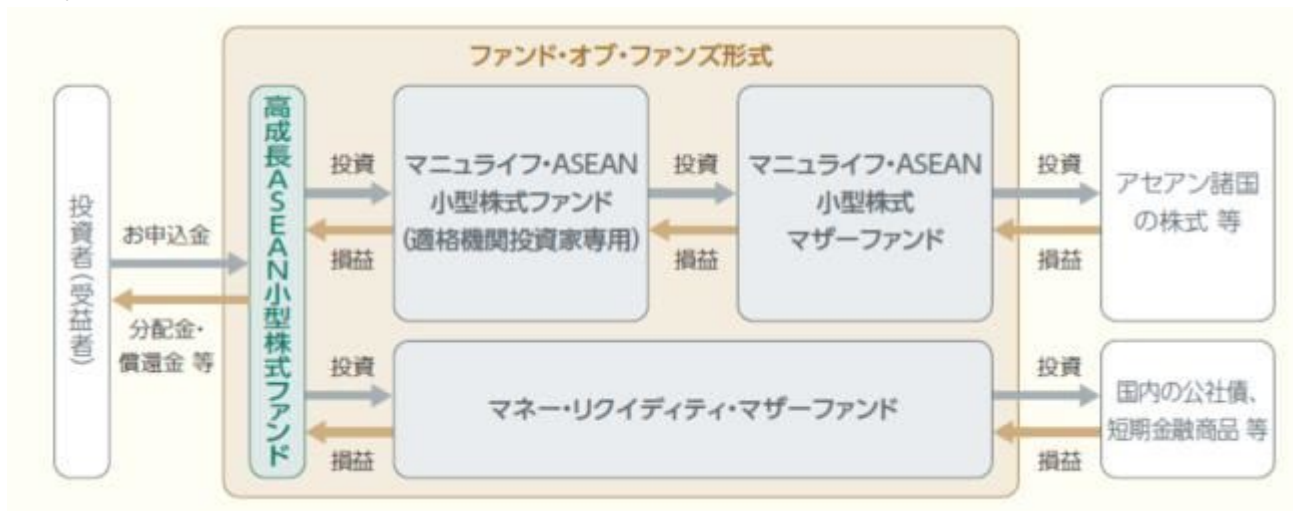 ファンド・オブ・ファンズ形式
投資者(受益者)
お申込金
分配金・
償還金 等
高成長ASEAN小型株式ファンド
投資
損益
マニュライフ・ASEAN
小型株式ファンド
(適格機関投資家専用)
投資
損益
マニュライフ・ASEAN
小型株式
マザーファンド
投資
損益
アセアン諸国
の株式 等
投資
損益
マネー・リクイディティ・マザーファンド
投資
損益
国内の公社債、
短期金融商品 等